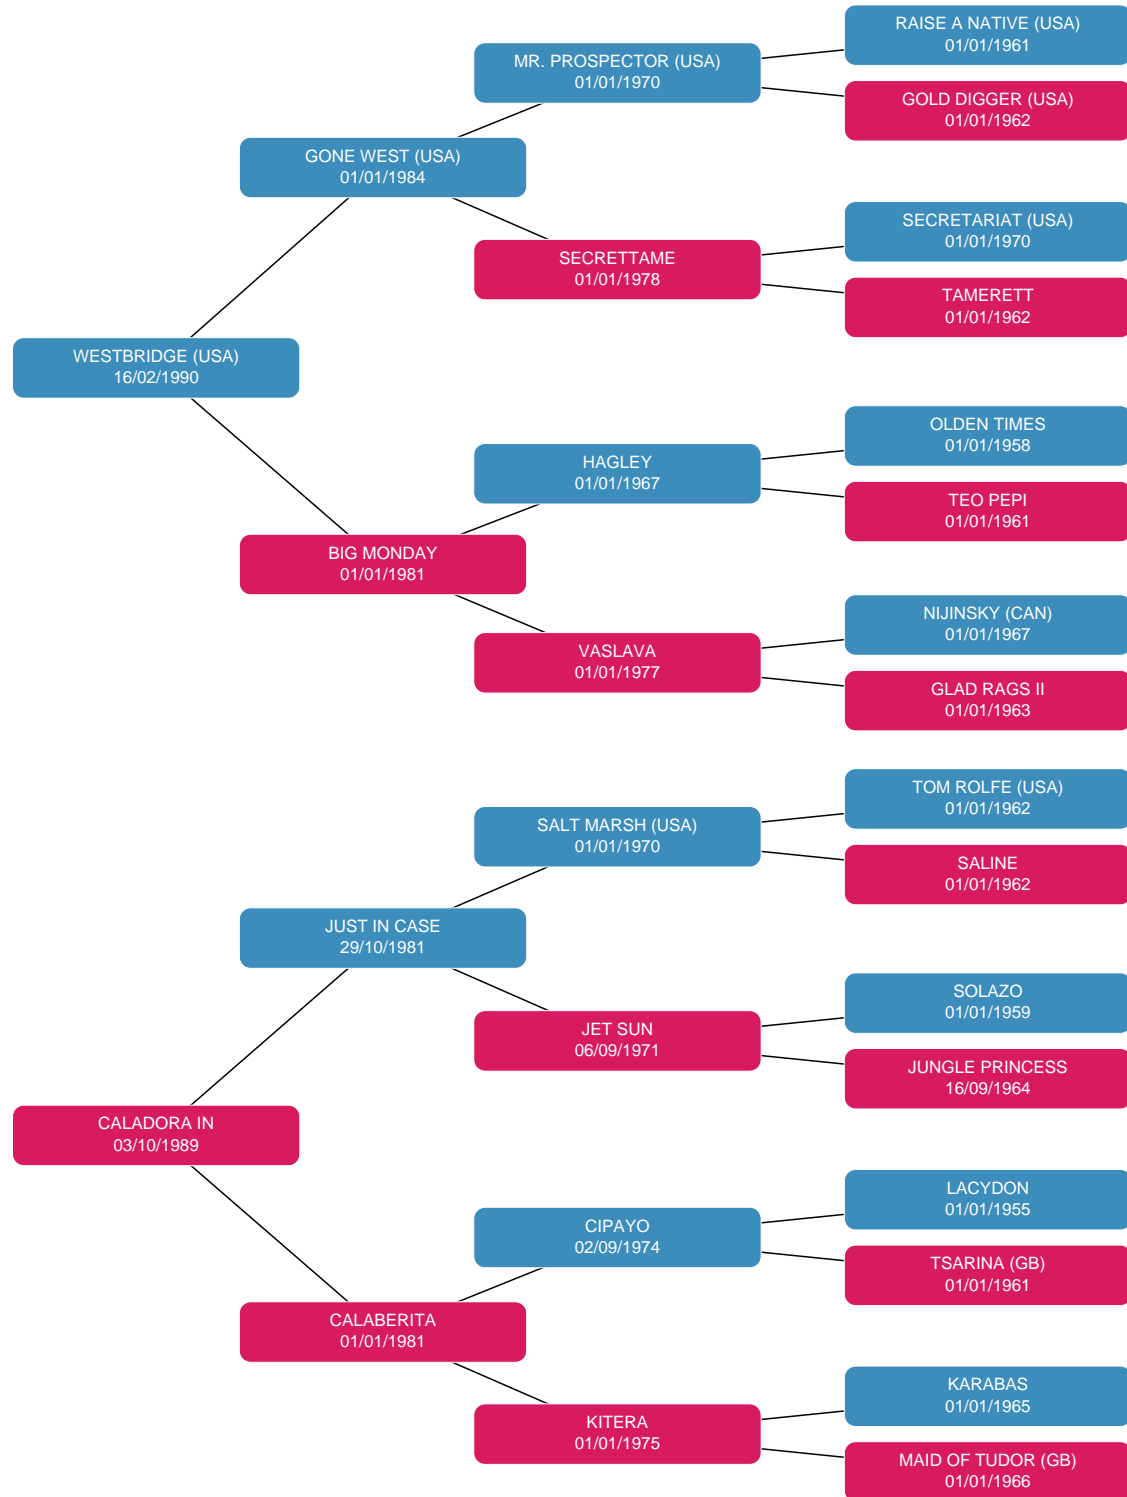 RAISE A NATIVE (USA)
01/01/1961
MR. PROSPECTOR (USA)
01/01/1970
GOLD DIGGER (USA)
01/01/1962
GONE WEST (USA)
01/01/1984
SECRETARIAT (USA)
01/01/1970
SECRETTAME
01/01/1978
TAMERETT
01/01/1962
WESTBRIDGE (USA)
16/02/1990
OLDEN TIMES
01/01/1958
HAGLEY
01/01/1967
TEO PEPI
01/01/1961
BIG MONDAY
01/01/1981
NIJINSKY (CAN)
01/01/1967
VASLAVA
01/01/1977
GLAD RAGS II
01/01/1963
TOM ROLFE (USA)
01/01/1962
SALT MARSH (USA)
01/01/1970
SALINE
01/01/1962
JUST IN CASE
29/10/1981
SOLAZO
01/01/1959
JET SUN
06/09/1971
JUNGLE PRINCESS
16/09/1964
CALADORA IN
03/10/1989
LACYDON
01/01/1955
CIPAYO
02/09/1974
TSARINA (GB)
01/01/1961
CALABERITA
01/01/1981
KARABAS
01/01/1965
KITERA
01/01/1975
MAID OF TUDOR (GB)
01/01/1966